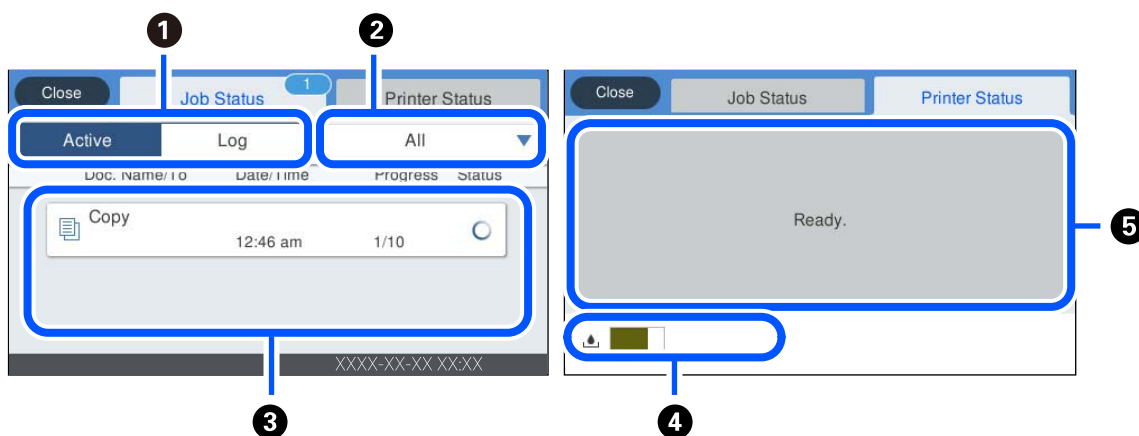 1 2
Close Job Status 1 Printer Status
Active Log All
Doc. Name/To Date/Time Progress Status
Copy
12:46 am 1/10
XXXX-XX-XX XX:XX
3
Close Job Status Printer Status
Ready.
5
4